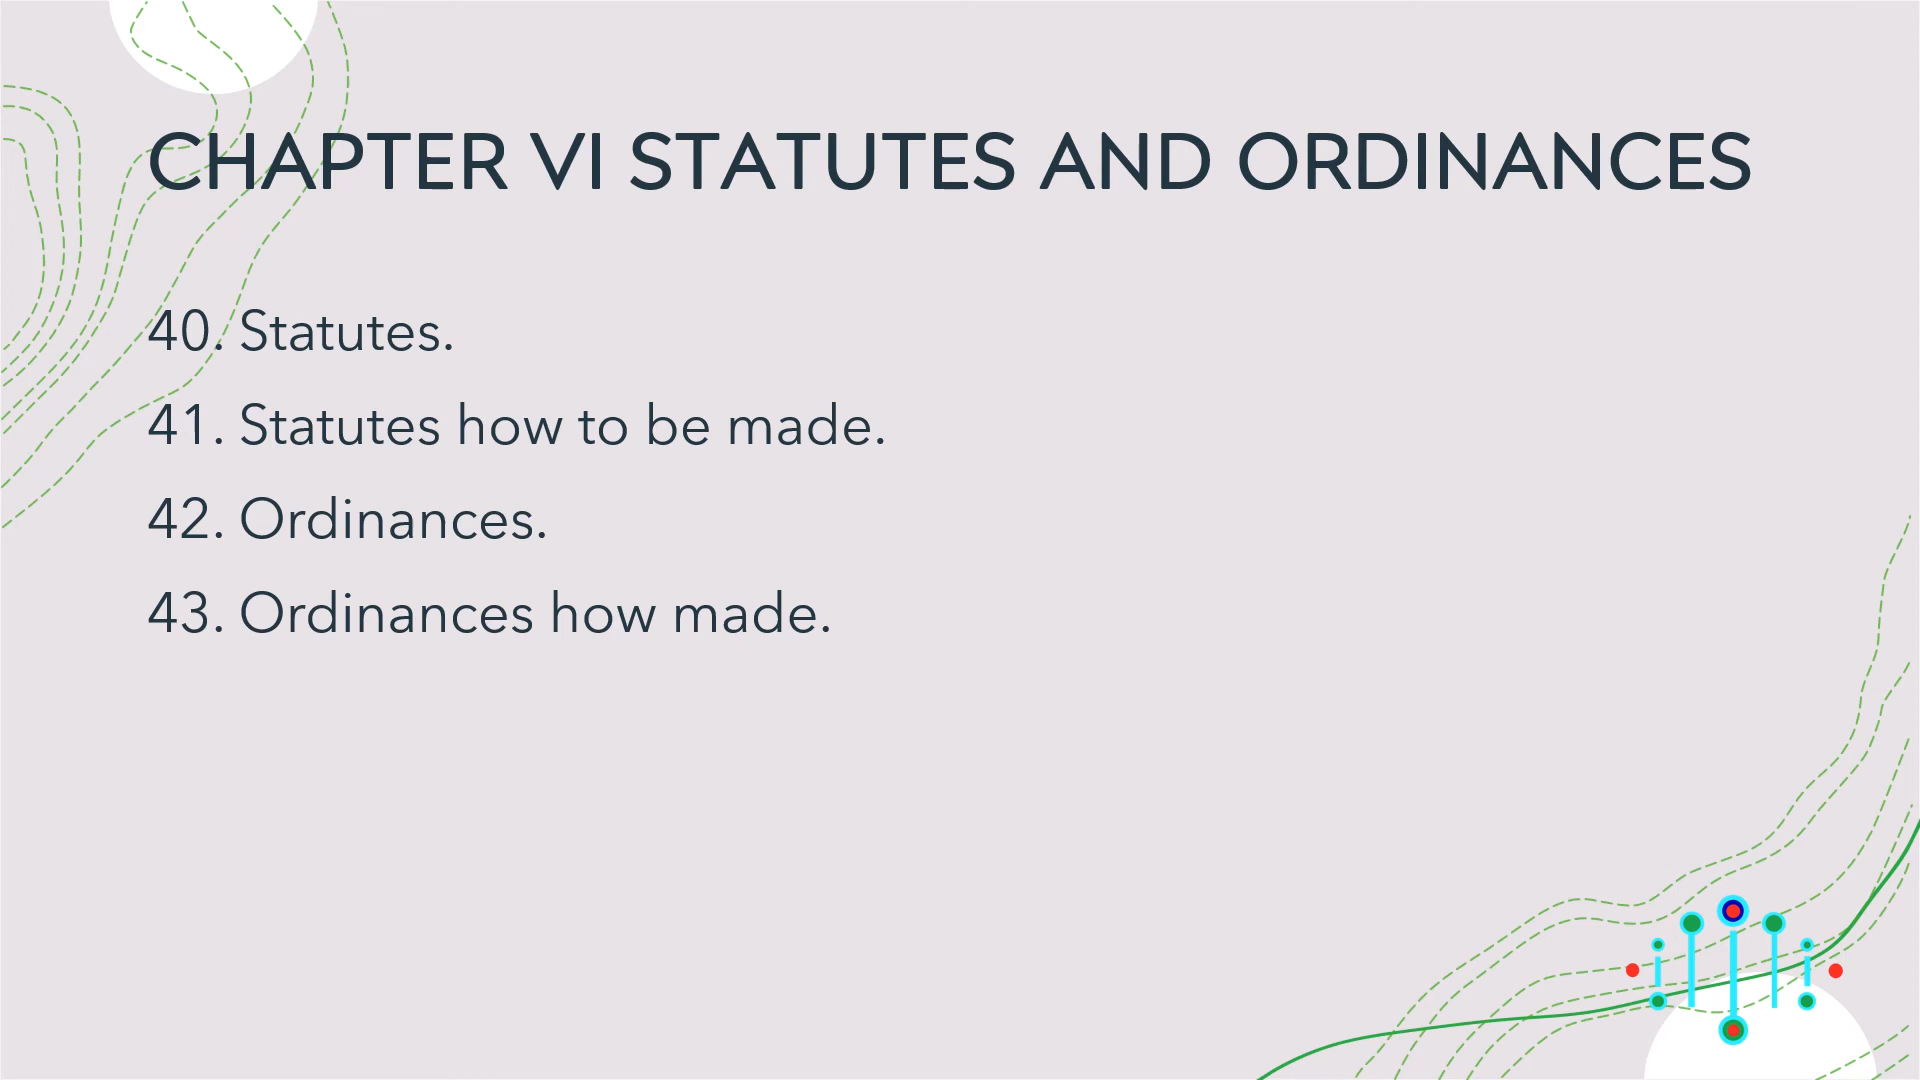 CHAPTER VI STATUTES AND ORDINANCES
40. Statutes.
41. Statutes how to be made.
42. Ordinances.
43. Ordinances how made.